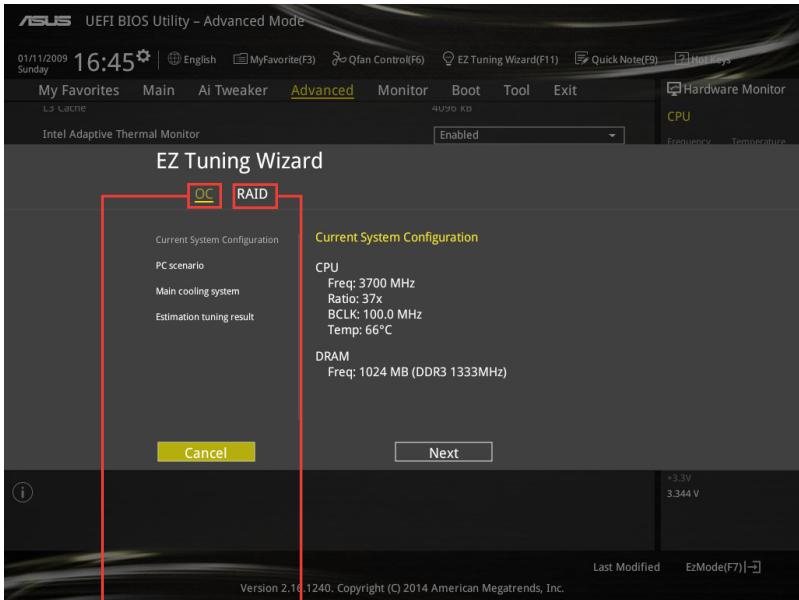 ASUS UEFI BIOS Utility – Advanced Mode
01/11/2009
Sunday
16:45
English
MyFavorite(F3)
Qfan Control(F6)
EZ Tuning Wizard(F11)
Quick Note(F9)
? Hot Keys
My Favorites Main Ai Tweaker Advanced Monitor Boot Tool Exit
Hardware Monitor
L3 Cache 4096 KB
CPU
Intel Adaptive Thermal Monitor Enabled
Frequency Temperature
EZ Tuning Wizard
OC RAID
Current System Configuration
PC scenario
Main cooling system
Estimation tuning result
Current System Configuration
CPU
Freq: 3700 MHz
Ratio: 37x
BCLK: 100.0 MHz
Temp: 66°C
DRAM
Freq: 1024 MB (DDR3 1333MHz)
Cancel Next
+3.3V
3.344 V
Last Modified EzMode(F7)
Version 2.16.1240. Copyright (C) 2014 American Megatrends, Inc.